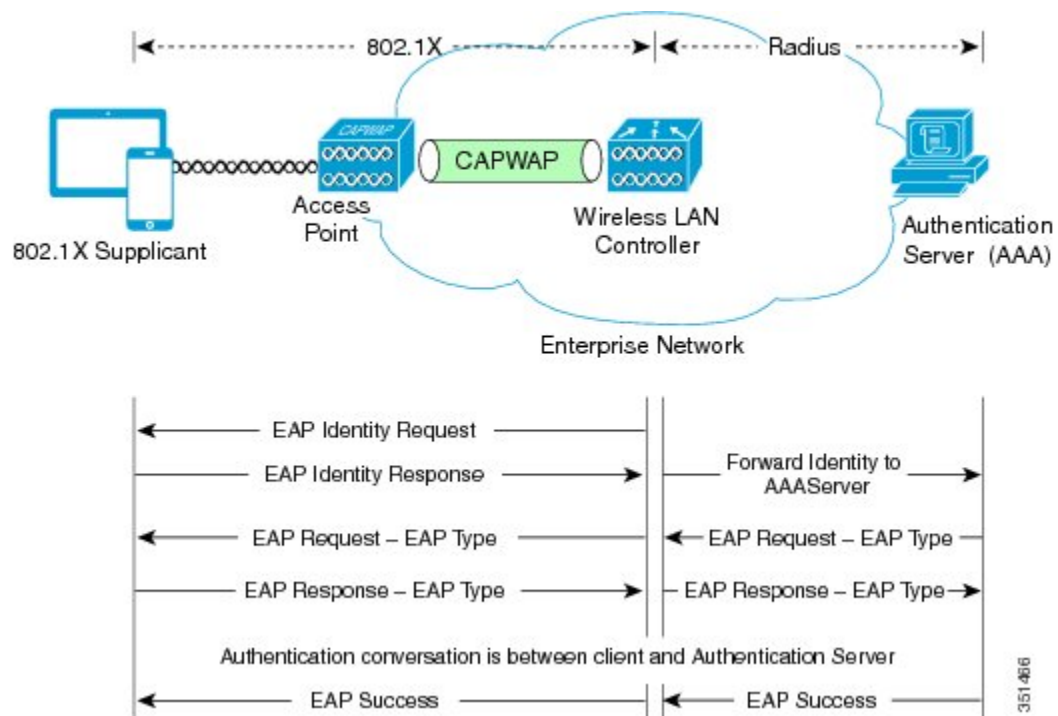 802.1X
Radius
CAPWAP
CAPWAP
Access
Point
Wireless LAN
Controller
802.1X Supplicant
Authentication
Server (AAA)
Enterprise Network
EAP Identity Request
EAP Identity Response
Forward Identity to
AAAServer
EAP Request – EAP Type
EAP Request – EAP Type
EAP Response – EAP Type
EAP Response – EAP Type
Authentication conversation is between client and Authentication Server
EAP Success
EAP Success
351466